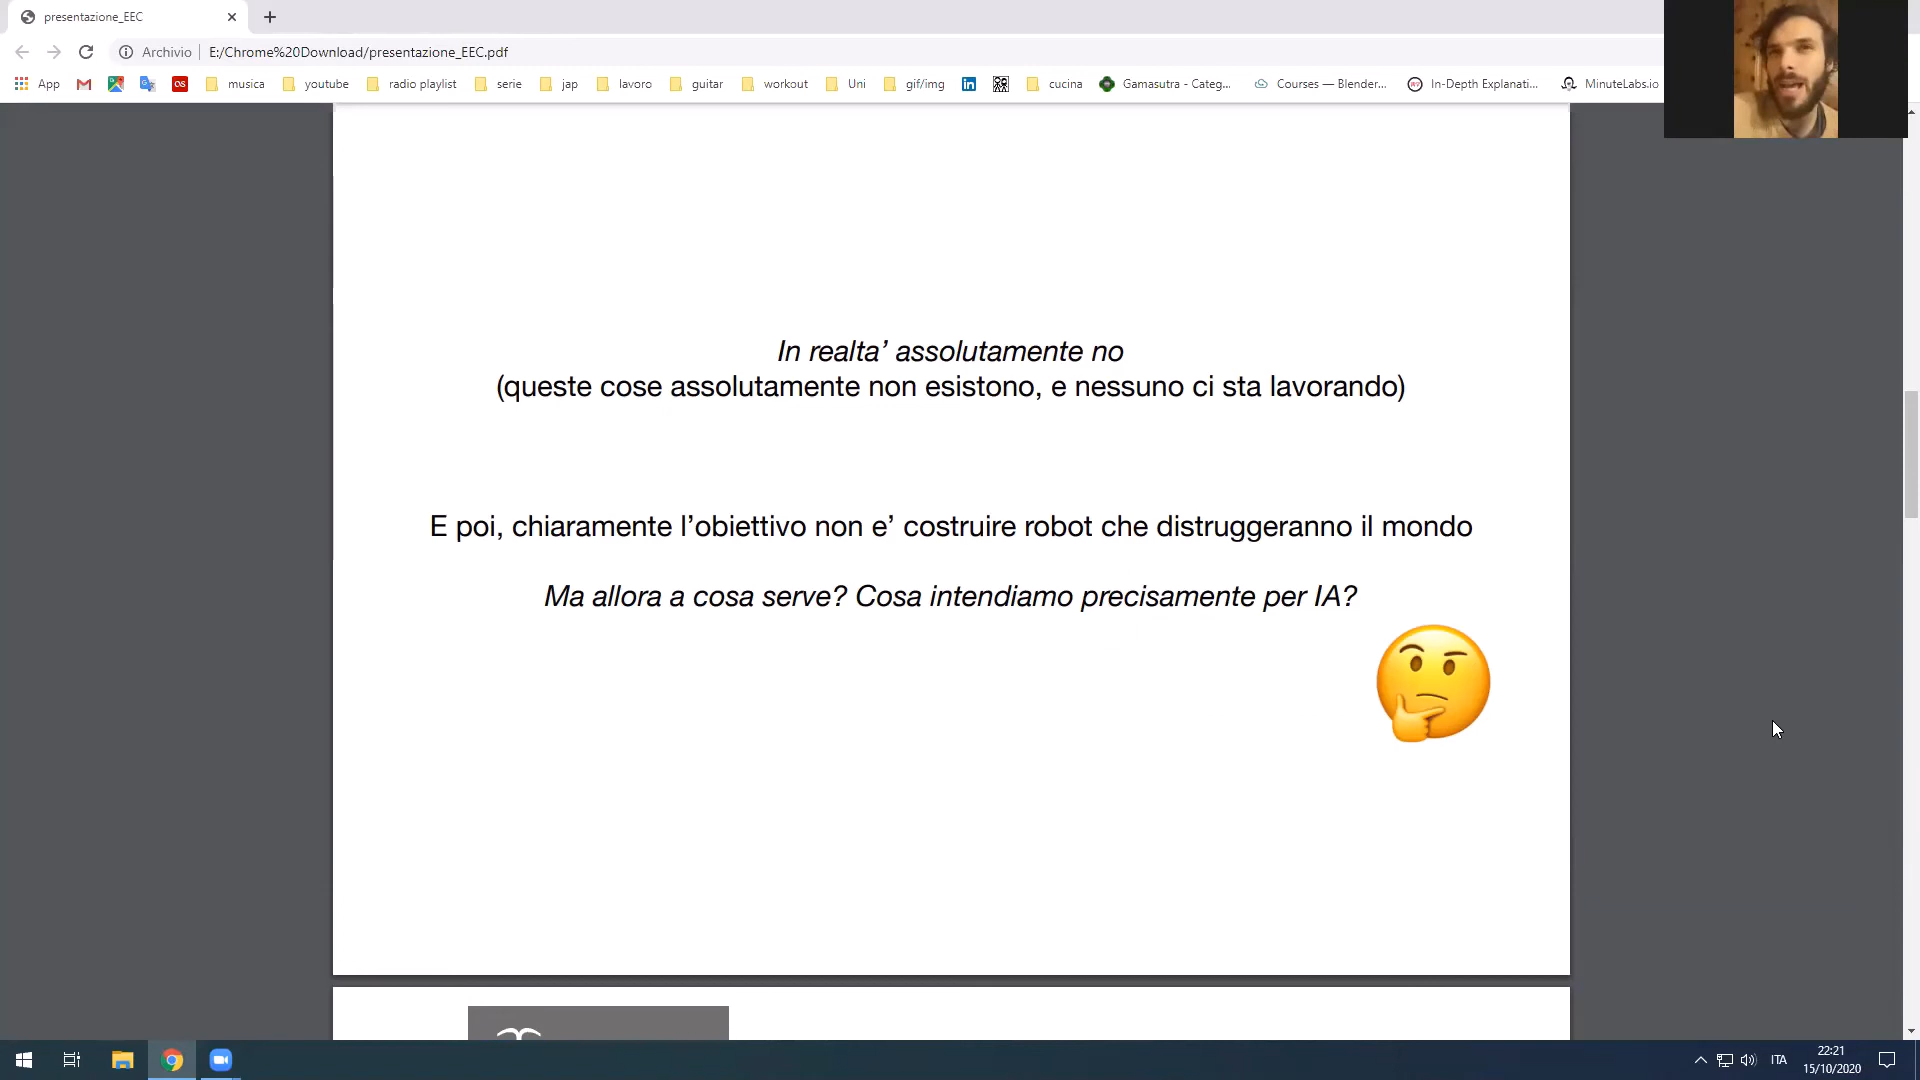 presentazione_EEC
Archivio E:/Chrome%20Download/presentazione_EEC.pdf
App musica youtube radio playlist serie jap lavoro guitar workout Uni gif/img in cucina Gamasutra - Categ... Courses — Blender... In-Depth Explanati... MinuteLabs.io
In realta’ assolutamente no
(queste cose assolutamente non esistono, e nessuno ci sta lavorando)
E poi, chiaramente l’obiettivo non e’ costruire robot che distruggeranno il mondo
Ma allora a cosa serve? Cosa intendiamo precisamente per IA?
ITA
22:21
15/10/2020